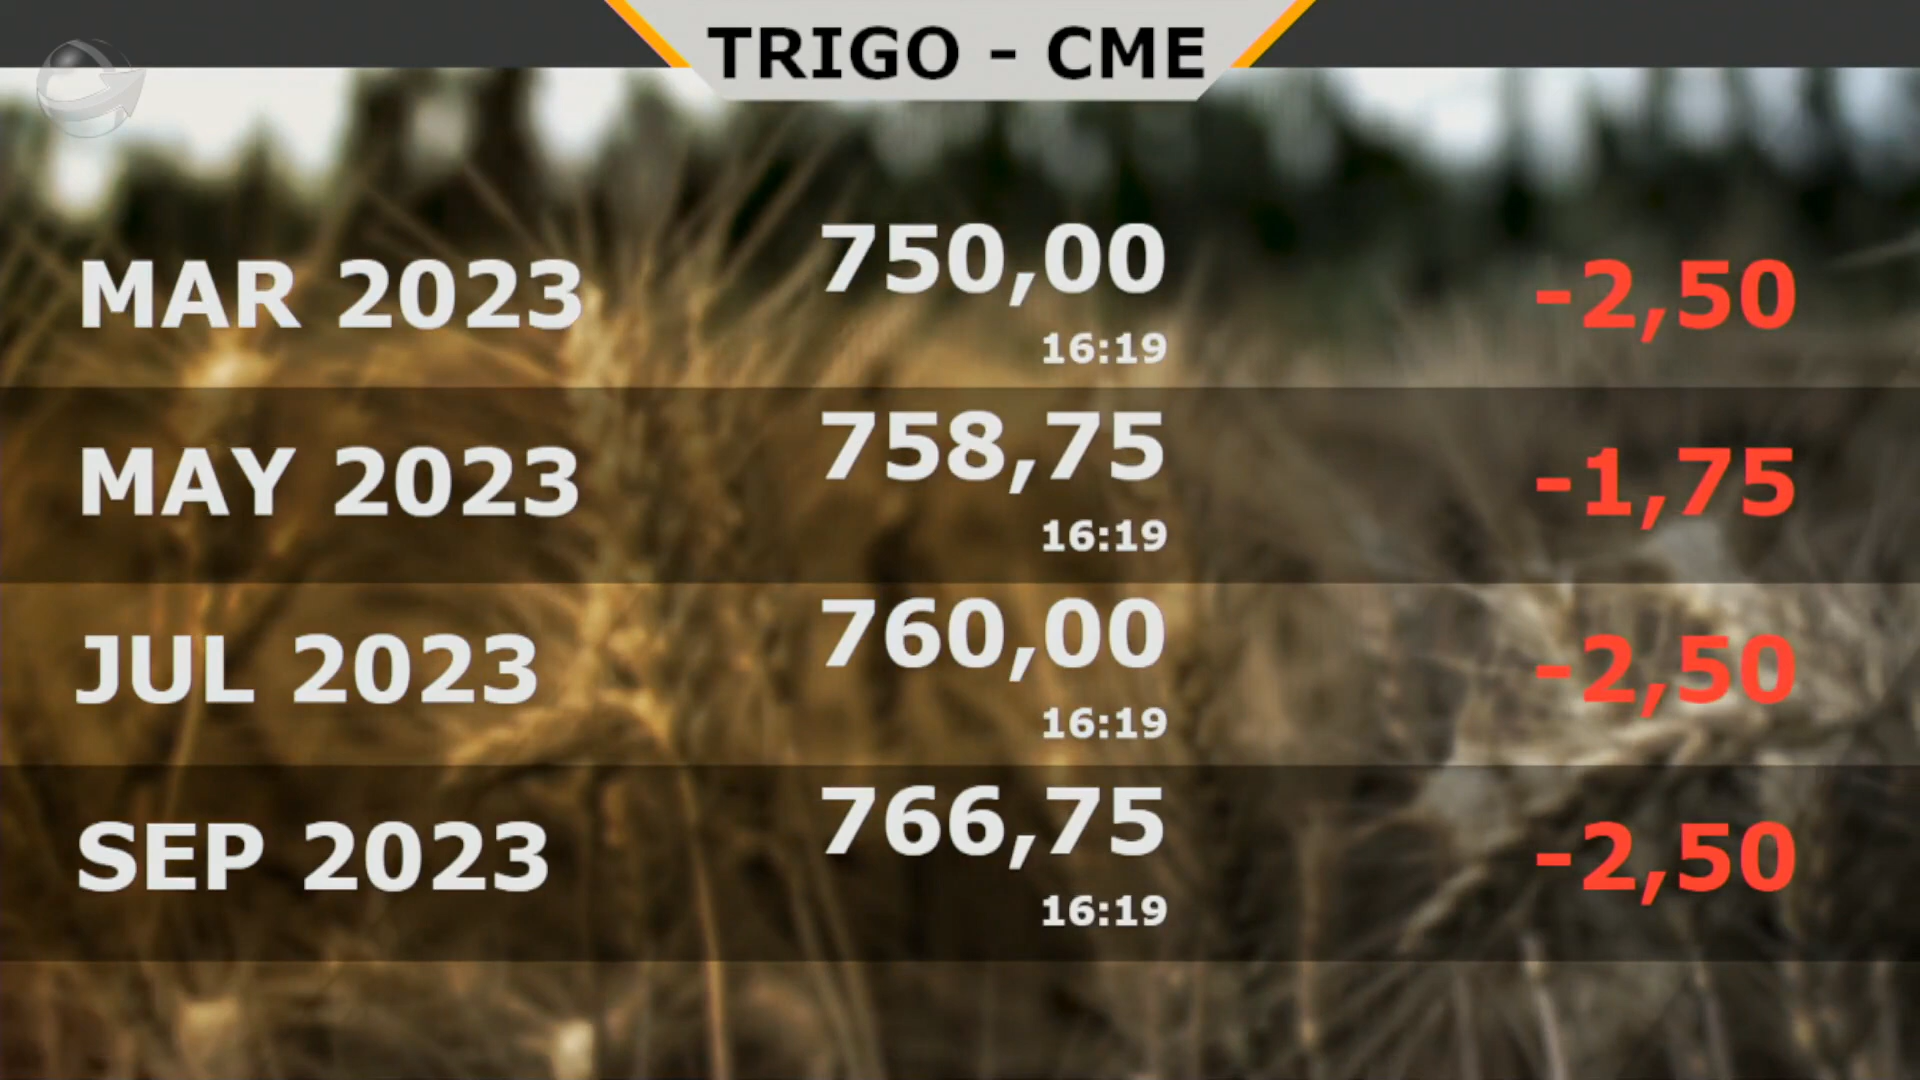 TRIGO - CME
MAR 2023 750,00 -2,50
16:19
MAY 2023 758,75 -1,75
16:19
JUL 2023 760,00 -2,50
16:19
SEP 2023 766,75 -2,50
16:19